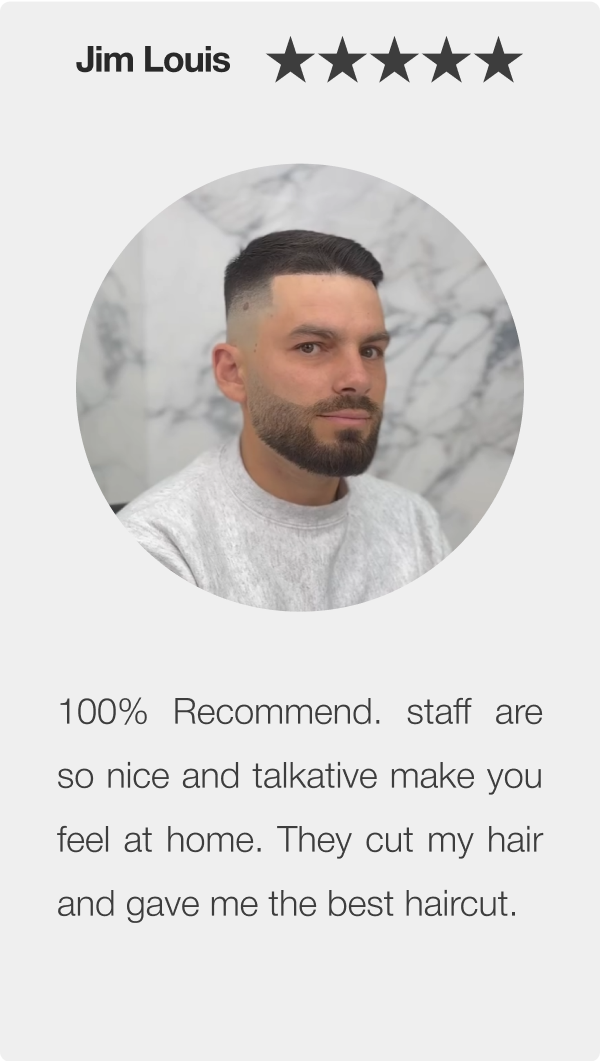 Jim Louis ★★★★★
100% Recommend. staff are
so nice and talkative make you
feel at home. They cut my hair
and gave me the best haircut.